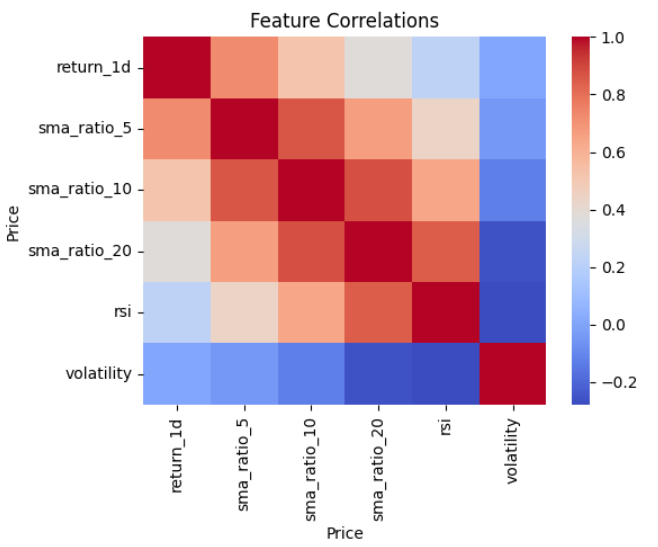 Feature Correlations
return_1d
sma_ratio_5
sma_ratio_10
sma_ratio_20
rsi
volatility
Price
return_1d
sma_ratio_5
sma_ratio_10
sma_ratio_20
rsi
volatility
Price
1.0
0.8
0.6
0.4
0.2
0.0
−0.2